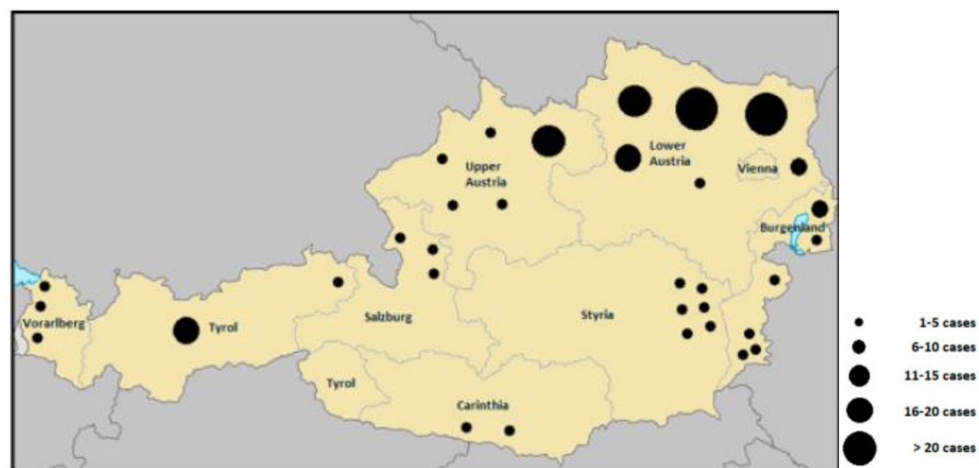 Lower
Austria
Vienna
Upper
Austria
Burgenland
Vorarlberg
Tyrol
Salzburg
Styria
Tyrol
Carinthia
1-5 cases
6-10 cases
11-15 cases
16-20 cases
> 20 cases